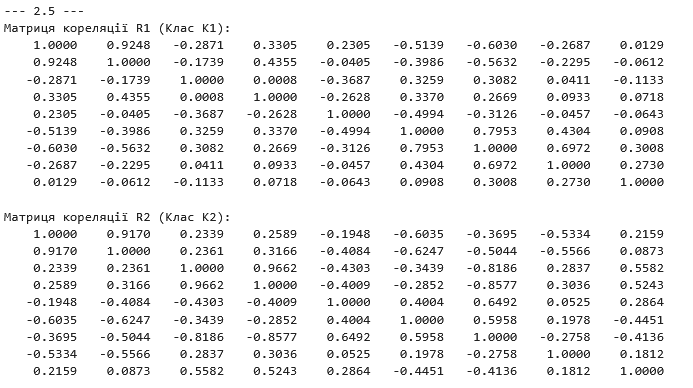 --- 2.5 ---
Матриця кореляції R1 (Клас K1):
1.0000 0.9248 -0.2871 0.3305 0.2305 -0.5139 -0.6030 -0.2687 0.0129
0.9248 1.0000 -0.1739 0.4355 -0.0405 -0.3986 -0.5632 -0.2295 -0.0612
-0.2871 -0.1739 1.0000 0.0008 -0.3687 0.3259 0.3082 0.0411 -0.1133
0.3305 0.4355 0.0008 1.0000 -0.2628 0.3370 0.2669 0.0933 0.0718
0.2305 -0.0405 -0.3687 -0.2628 1.0000 -0.4994 -0.3126 -0.0457 -0.0643
-0.5139 -0.3986 0.3259 0.3370 -0.4994 1.0000 0.7953 0.4304 0.0908
-0.6030 -0.5632 0.3082 0.2669 -0.3126 0.7953 1.0000 0.6972 0.3008
-0.2687 -0.2295 0.0411 0.0933 -0.0457 0.4304 0.6972 1.0000 0.2730
0.0129 -0.0612 -0.1133 0.0718 -0.0643 0.0908 0.3008 0.2730 1.0000
Матриця кореляції R2 (Клас K2):
1.0000 0.9170 0.2339 0.2589 -0.1948 -0.6035 -0.3695 -0.5334 0.2159
0.9170 1.0000 0.2361 0.3166 -0.4084 -0.6247 -0.5044 -0.5566 0.0873
0.2339 0.2361 1.0000 0.9662 -0.4303 -0.3439 -0.8186 0.2837 0.5582
0.2589 0.3166 0.9662 1.0000 -0.4009 -0.2852 -0.8577 0.3036 0.5243
-0.1948 -0.4084 -0.4303 -0.4009 1.0000 0.4004 0.6492 0.0525 0.2864
-0.6035 -0.6247 -0.3439 -0.2852 0.4004 1.0000 0.5958 0.1978 -0.4451
-0.3695 -0.5044 -0.8186 -0.8577 0.6492 0.5958 1.0000 -0.2758 -0.4136
-0.5334 -0.5566 0.2837 0.3036 0.0525 0.1978 -0.2758 1.0000 0.1812
0.2159 0.0873 0.5582 0.5243 0.2864 -0.4451 -0.4136 0.1812 1.0000